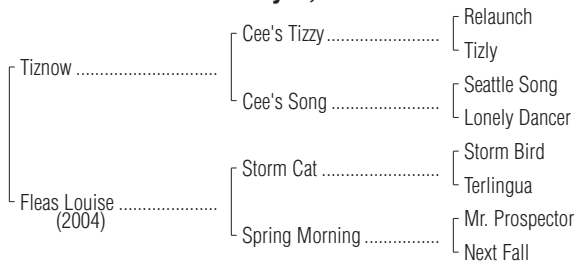 Relaunch
Cee's Tizzy
Tizly
Tiznow
Seattle Song
Cee's Song
Lonely Dancer
Storm Bird
Storm Cat
Terlingua
Fleas Louise
(2004)
Mr. Prospector
Spring Morning
Next Fall